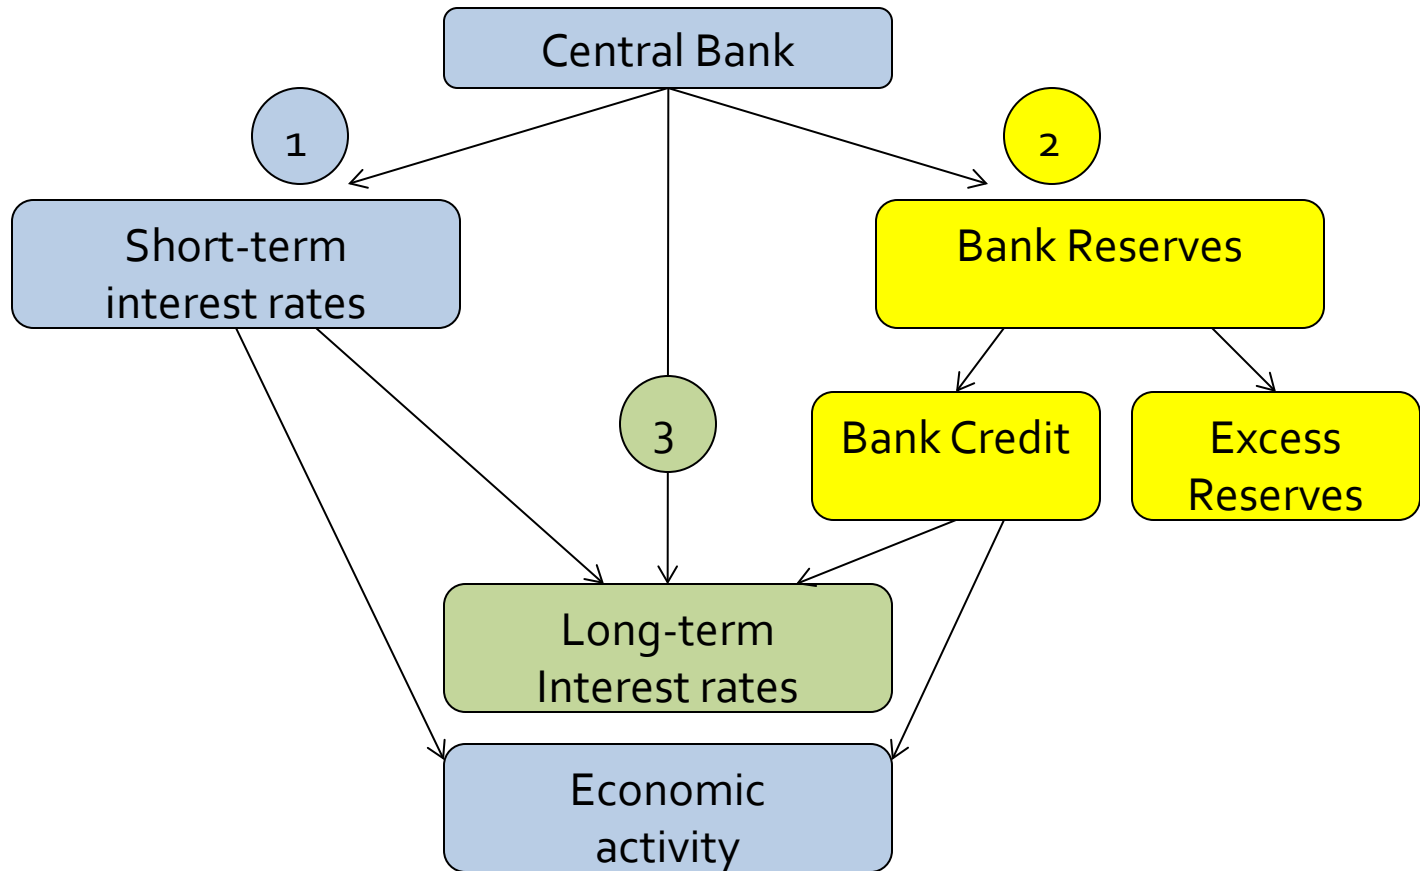 Central Bank
1
2
Short-term
interest rates
Bank Reserves
3
Bank Credit
Excess
Reserves
Long-term
Interest rates
Economic
activity